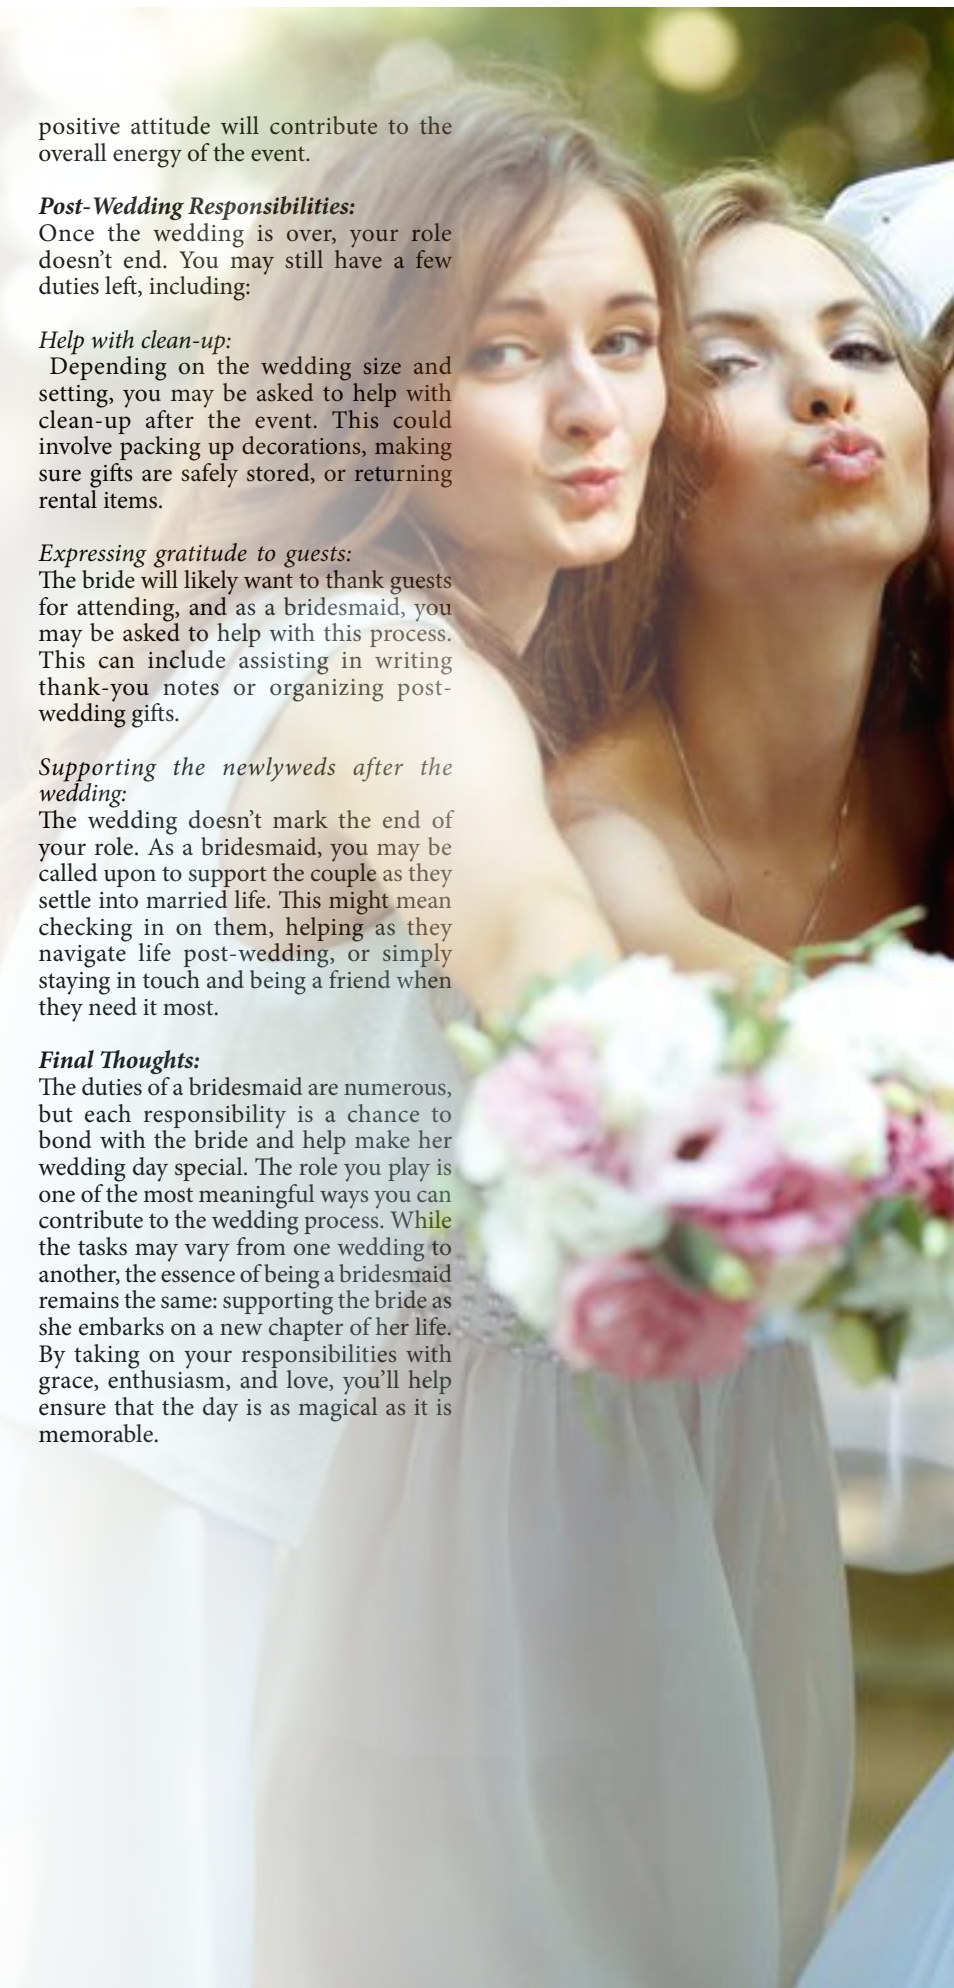 positive attitude will contribute to the
overall energy of the event.
Post-Wedding Responsibilities:
Once the wedding is over, your role
doesn’t end. You may still have a few
duties left, including:
Help with clean-up:
Depending on the wedding size and
setting, you may be asked to help with
clean-up after the event. This could
involve packing up decorations, making
sure gifts are safely stored, or returning
rental items.
Expressing gratitude to guests:
The bride will likely want to thank guests
for attending, and as a bridesmaid, you
may be asked to help with this process.
This can include assisting in writing
thank-you notes or organizing post-
wedding gifts.
Supporting the newlyweds after the
wedding:
The wedding doesn’t mark the end of
your role. As a bridesmaid, you may be
called upon to support the couple as they
settle into married life. This might mean
checking in on them, helping as they
navigate life post-wedding, or simply
staying in touch and being a friend when
they need it most.
Final Thoughts:
The duties of a bridesmaid are numerous,
but each responsibility is a chance to
bond with the bride and help make her
wedding day special. The role you play is
one of the most meaningful ways you can
contribute to the wedding process. While
the tasks may vary from one wedding to
another, the essence of being a bridesmaid
remains the same: supporting the bride as
she embarks on a new chapter of her life.
By taking on your responsibilities with
grace, enthusiasm, and love, you’ll help
ensure that the day is as magical as it is
memorable.